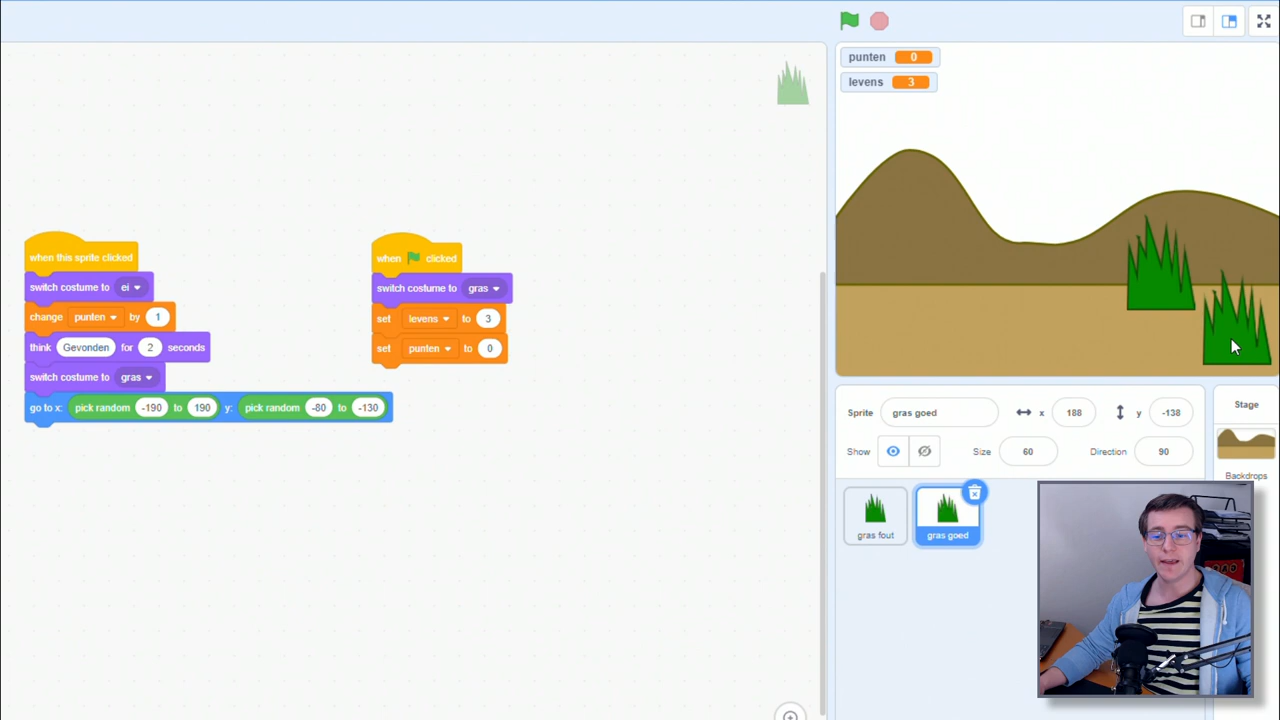 punten 0
levens 3
when this sprite clicked
switch costume to ei
change punten by 1
think Gevonden for 2 seconds
switch costume to gras
go to x: pick random -190 to 190 y: pick random -80 to -130
when clicked
switch costume to gras
set levens to 3
set punten to 0
Sprite gras goed x 188 y -138
Show Size 60 Direction 90
gras fout
gras goed
Stage
Backdrops